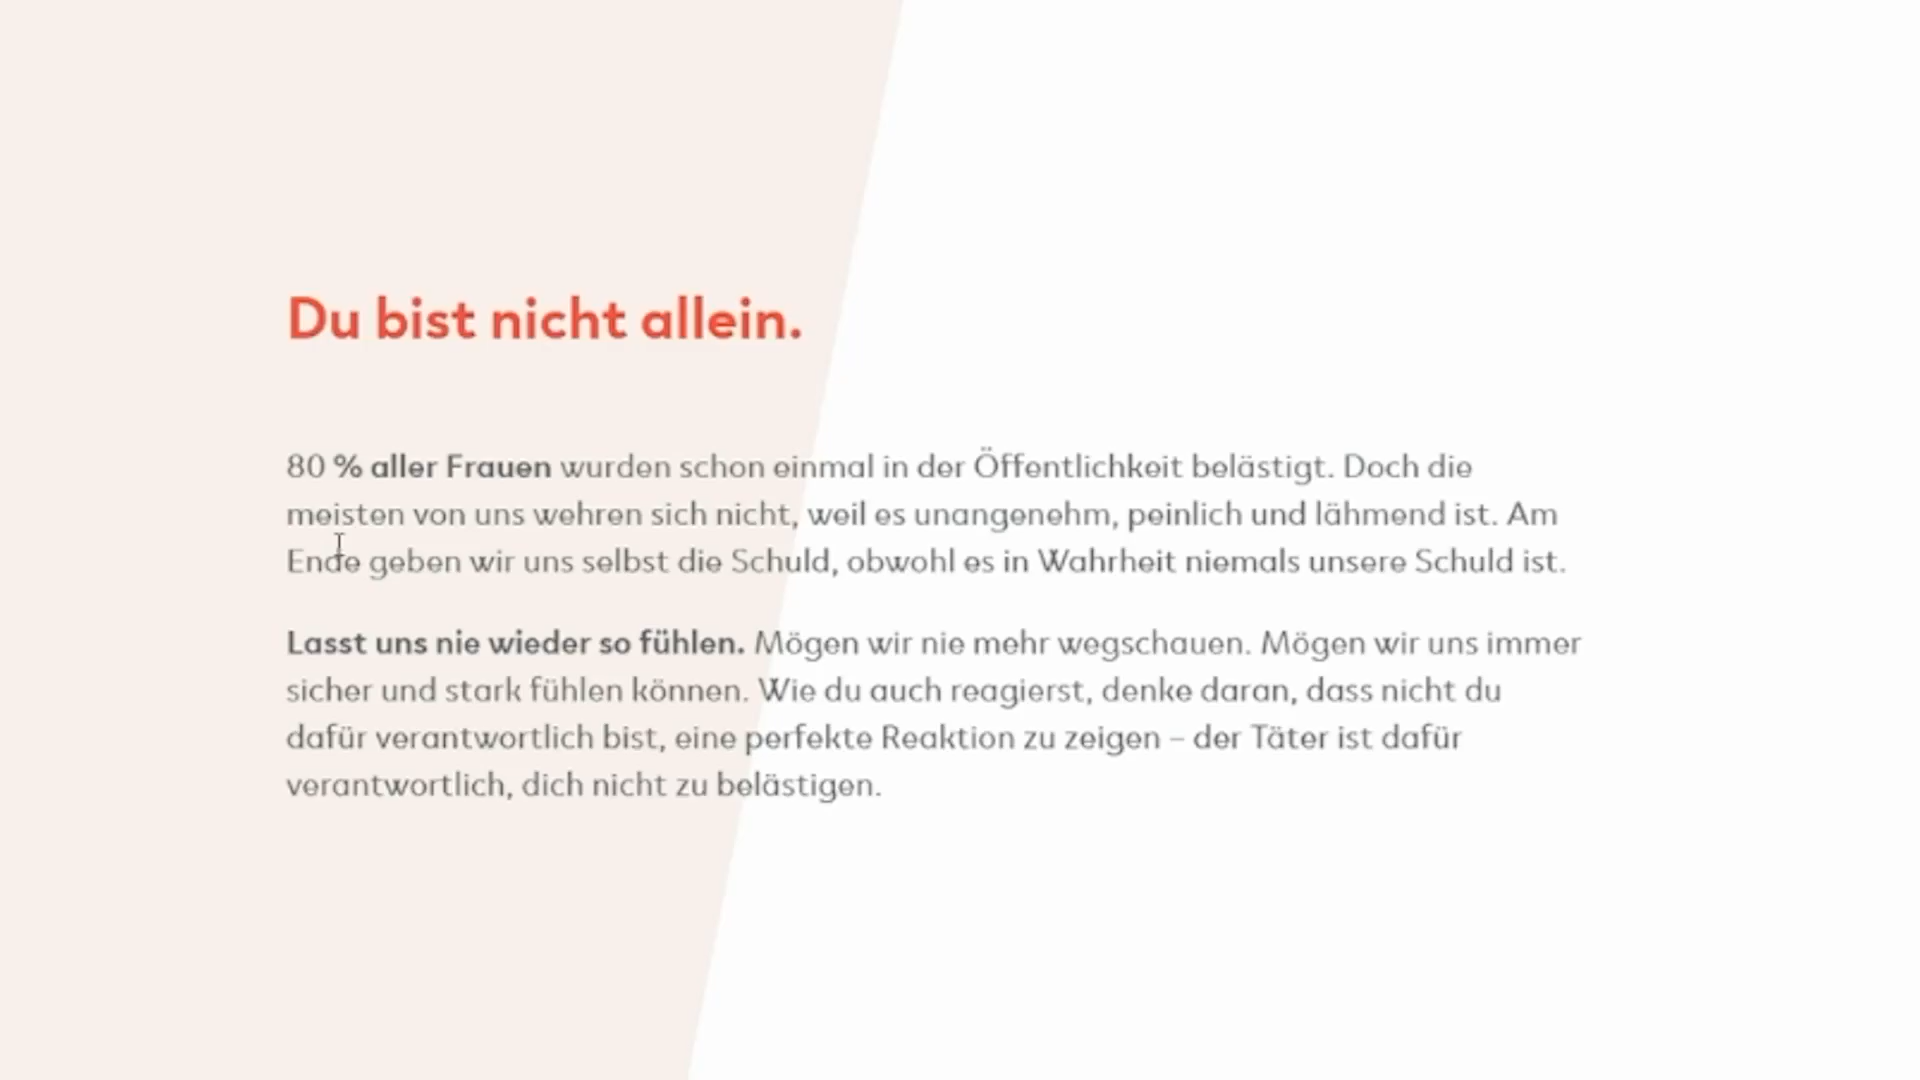 Du bist nicht allein.
80 % aller Frauen wurden schon einmal in der Öffentlichkeit belästigt. Doch die
meisten von uns wehren sich nicht, weil es unangenehm, peinlich und lähmend ist. Am
Ende geben wir uns selbst die Schuld, obwohl es in Wahrheit niemals unsere Schuld ist.
Lasst uns nie wieder so fühlen. Mögen wir nie mehr wegschauen. Mögen wir uns immer
sicher und stark fühlen können. Wie du auch reagierst, denke daran, dass nicht du
dafür verantwortlich bist, eine perfekte Reaktion zu zeigen – der Täter ist dafür
verantwortlich, dich nicht zu belästigen.